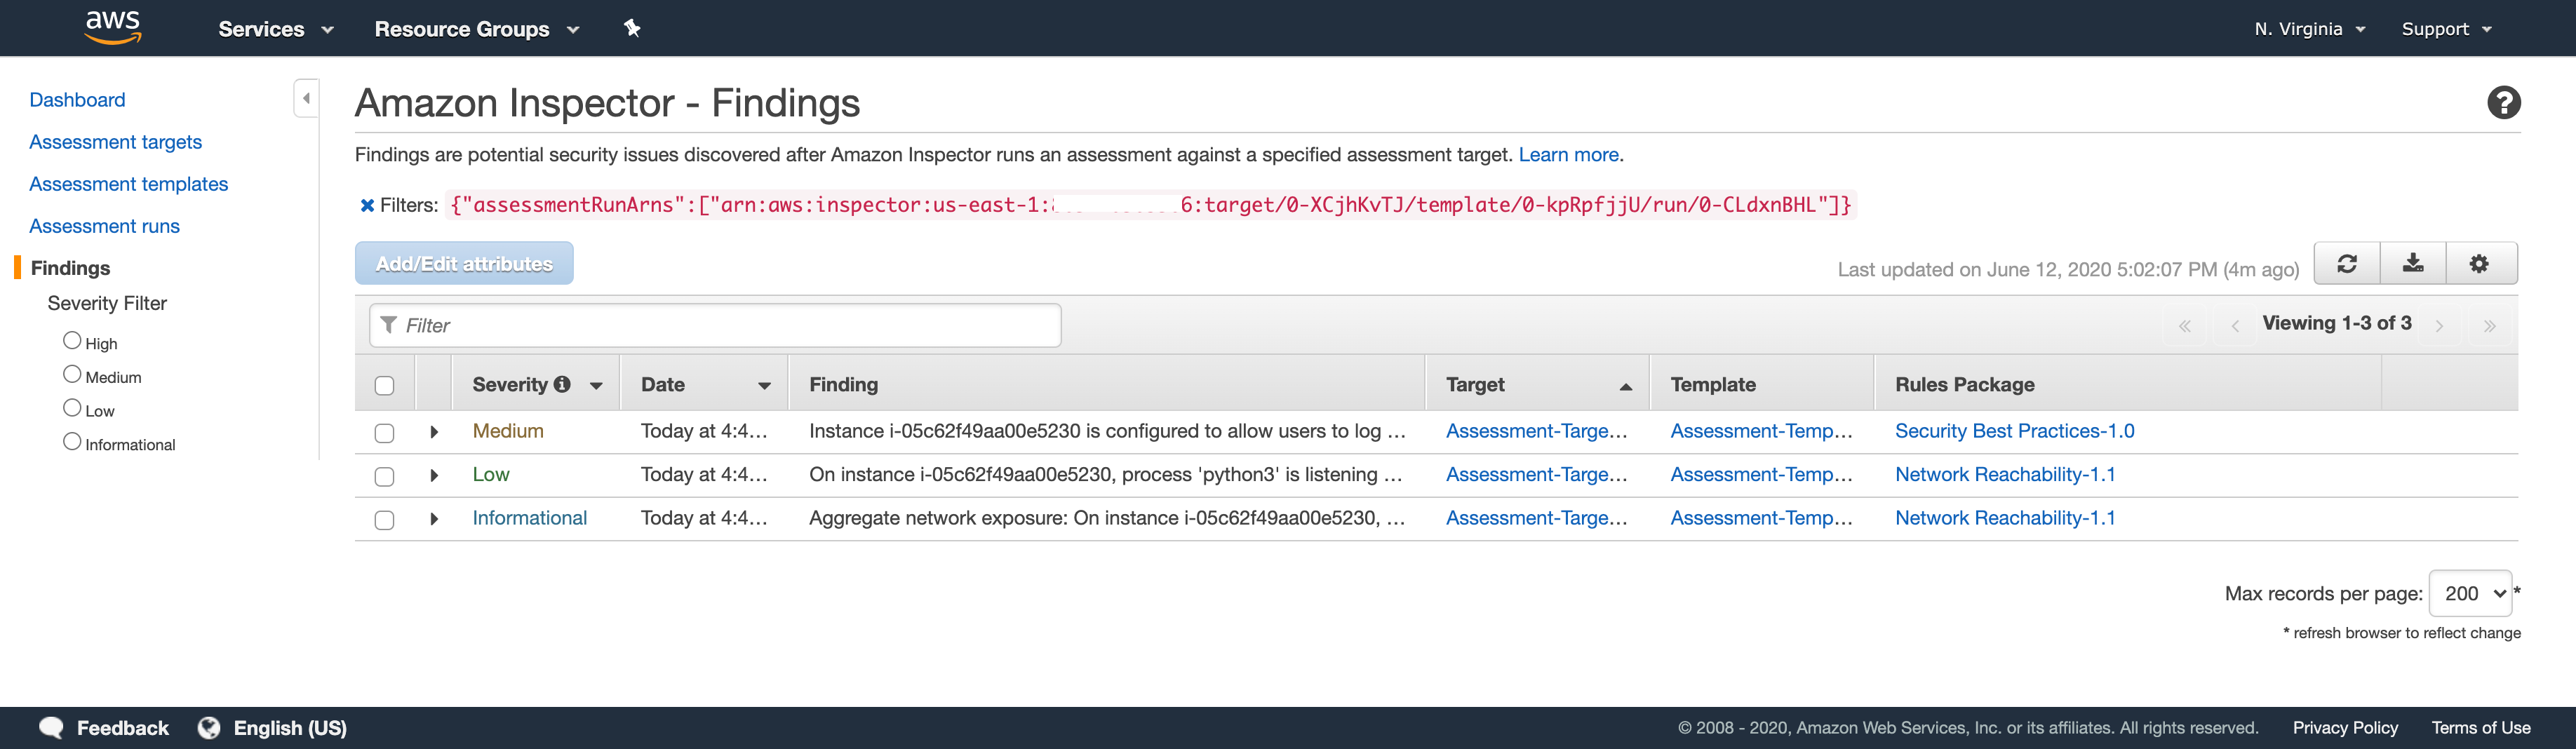 aws Services Resource Groups N. Virginia Support
Dashboard
Assessment targets
Assessment templates
Assessment runs
Findings
Severity Filter
High
Medium
Low
Informational
Amazon Inspector - Findings
Findings are potential security issues discovered after Amazon Inspector runs an assessment against a specified assessment target. Learn more.
Filters: {"assessmentRunArns":["arn:aws:inspector:us-east-1: 6:target/0-XCjhKvTJ/template/0-kpRpfjjU/run/0-CLdxnBHL"]}
Add/Edit attributes
Last updated on June 12, 2020 5:02:07 PM (4m ago)
Filter
Viewing 1-3 of 3
Severity Date Finding Target Template Rules Package
Medium Today at 4:4... Instance i-05c62f49aa00e5230 is configured to allow users to log ... Assessment-Targe... Assessment-Temp... Security Best Practices-1.0
Low Today at 4:4... On instance i-05c62f49aa00e5230, process 'python3' is listening ... Assessment-Targe... Assessment-Temp... Network Reachability-1.1
Informational Today at 4:4... Aggregate network exposure: On instance i-05c62f49aa00e5230, ... Assessment-Targe... Assessment-Temp... Network Reachability-1.1
Max records per page: 200 *
* refresh browser to reflect change
Feedback English (US) © 2008 - 2020, Amazon Web Services, Inc. or its affiliates. All rights reserved. Privacy Policy Terms of Use